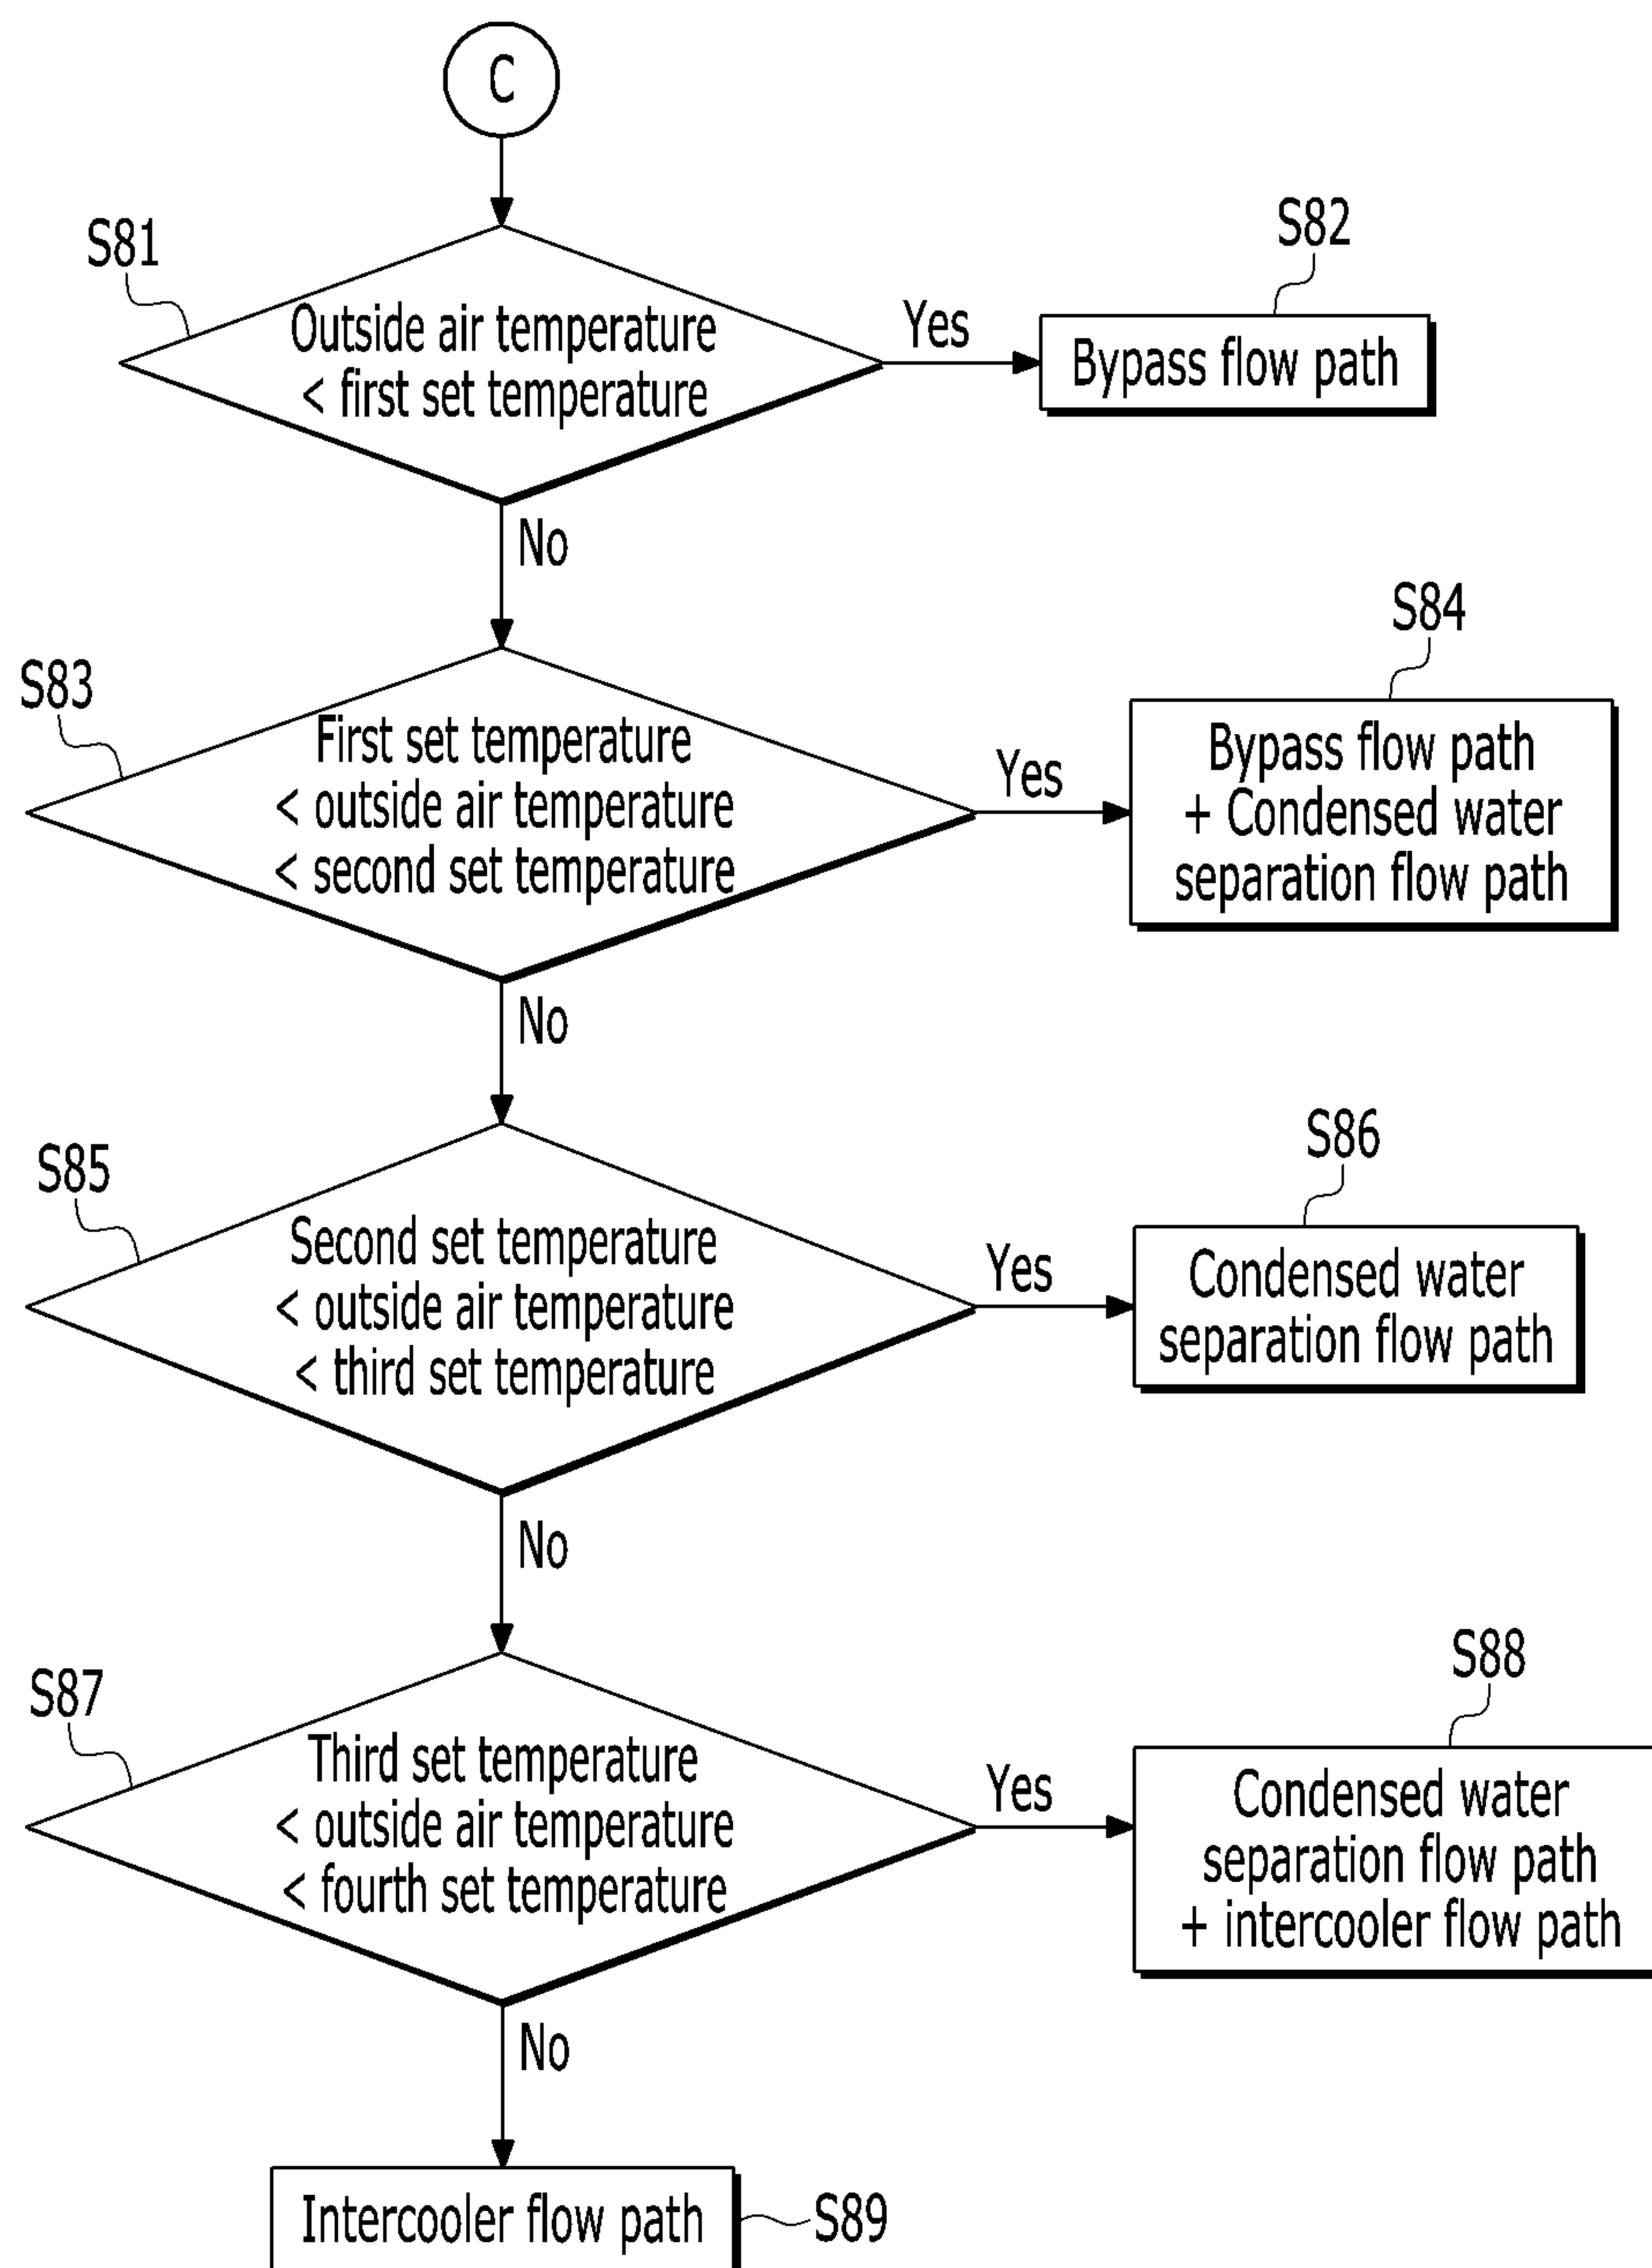 C
S81
Outside air temperature
< first set temperature
Yes
S82
Bypass flow path
No
S83
First set temperature
< outside air temperature
< second set temperature
Yes
S84
Bypass flow path
+ Condensed water
separation flow path
No
S85
Second set temperature
< outside air temperature
< third set temperature
Yes
S86
Condensed water
separation flow path
No
S87
Third set temperature
< outside air temperature
< fourth set temperature
Yes
S88
Condensed water
separation flow path
+ intercooler flow path
No
Intercooler flow path
S89